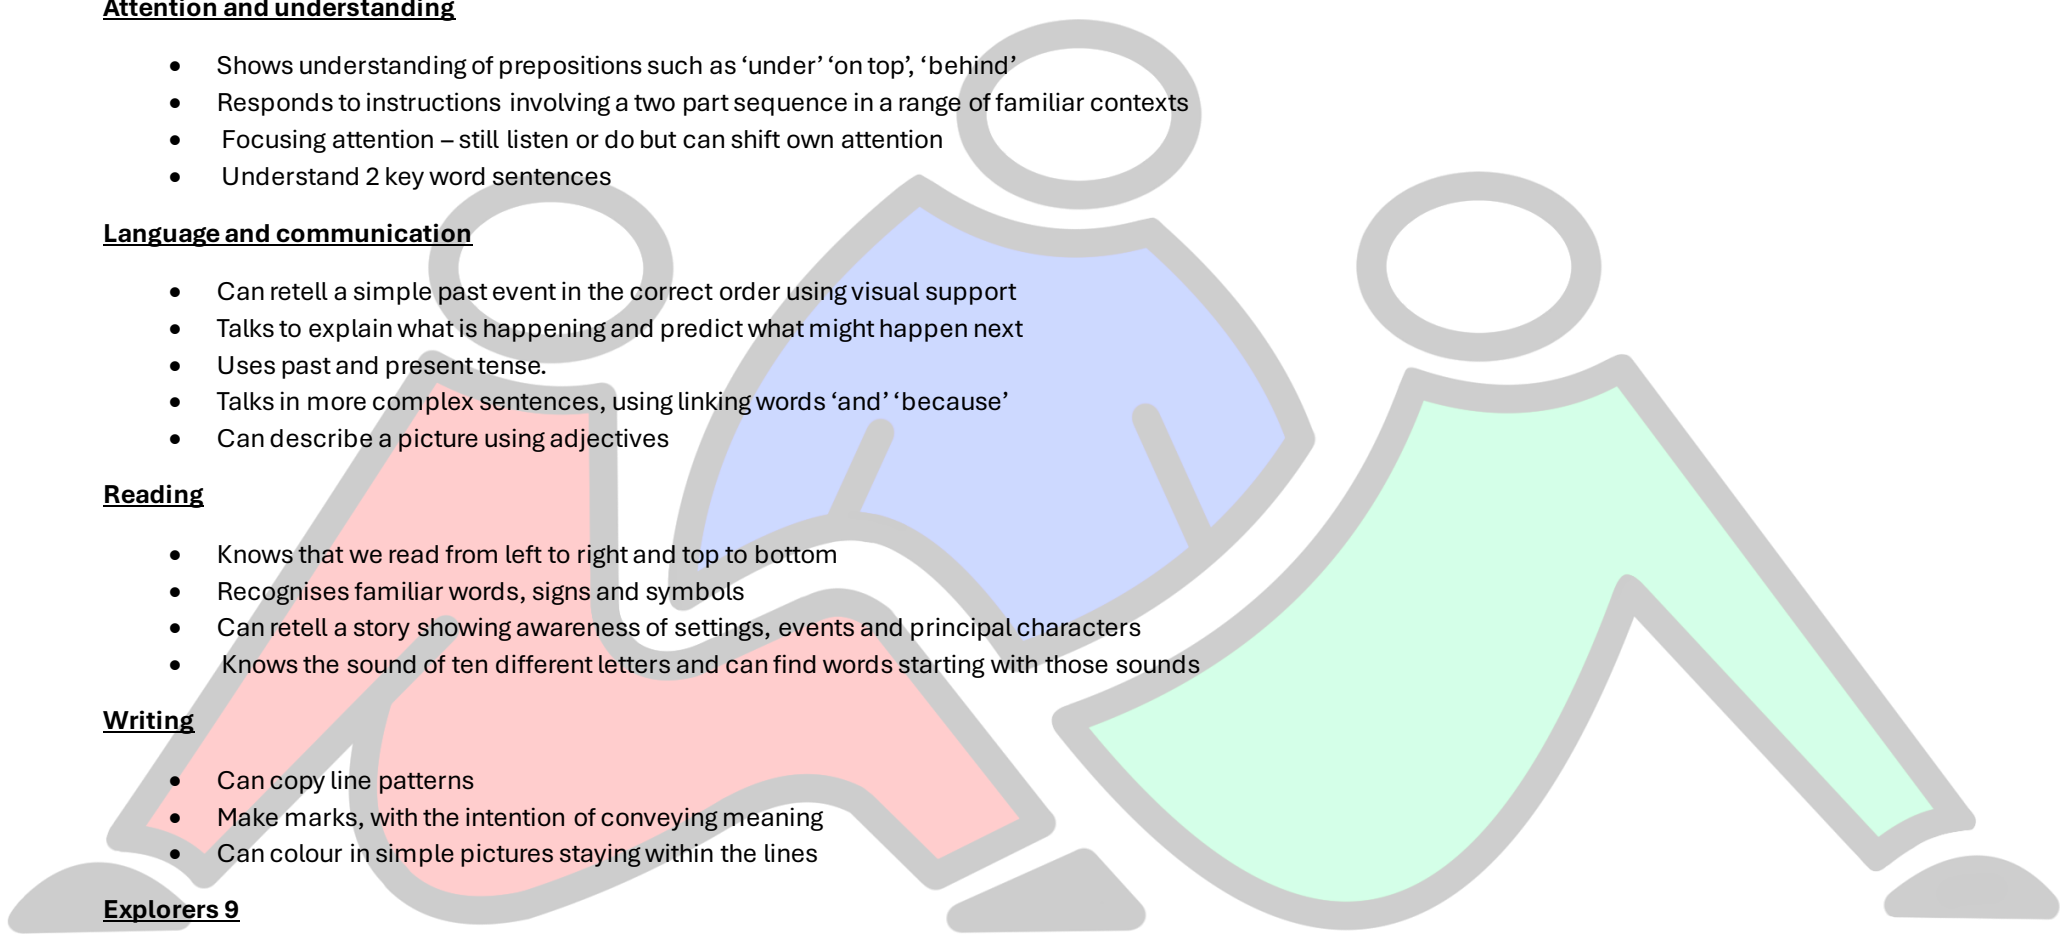 Attention and understanding
• Shows understanding of prepositions such as ‘under’ ‘on top’, ‘behind’
• Responds to instructions involving a two part sequence in a range of familiar contexts
• Focusing attention – still listen or do but can shift own attention
• Understand 2 key word sentences
Language and communication
• Can retell a simple past event in the correct order using visual support
• Talks to explain what is happening and predict what might happen next
• Uses past and present tense.
• Talks in more complex sentences, using linking words ‘and’ ‘because’
• Can describe a picture using adjectives
Reading
• Knows that we read from left to right and top to bottom
• Recognises familiar words, signs and symbols
• Can retell a story showing awareness of settings, events and principal characters
• Knows the sound of ten different letters and can find words starting with those sounds
Writing
• Can copy line patterns
• Make marks, with the intention of conveying meaning
• Can colour in simple pictures staying within the lines
Explorers 9